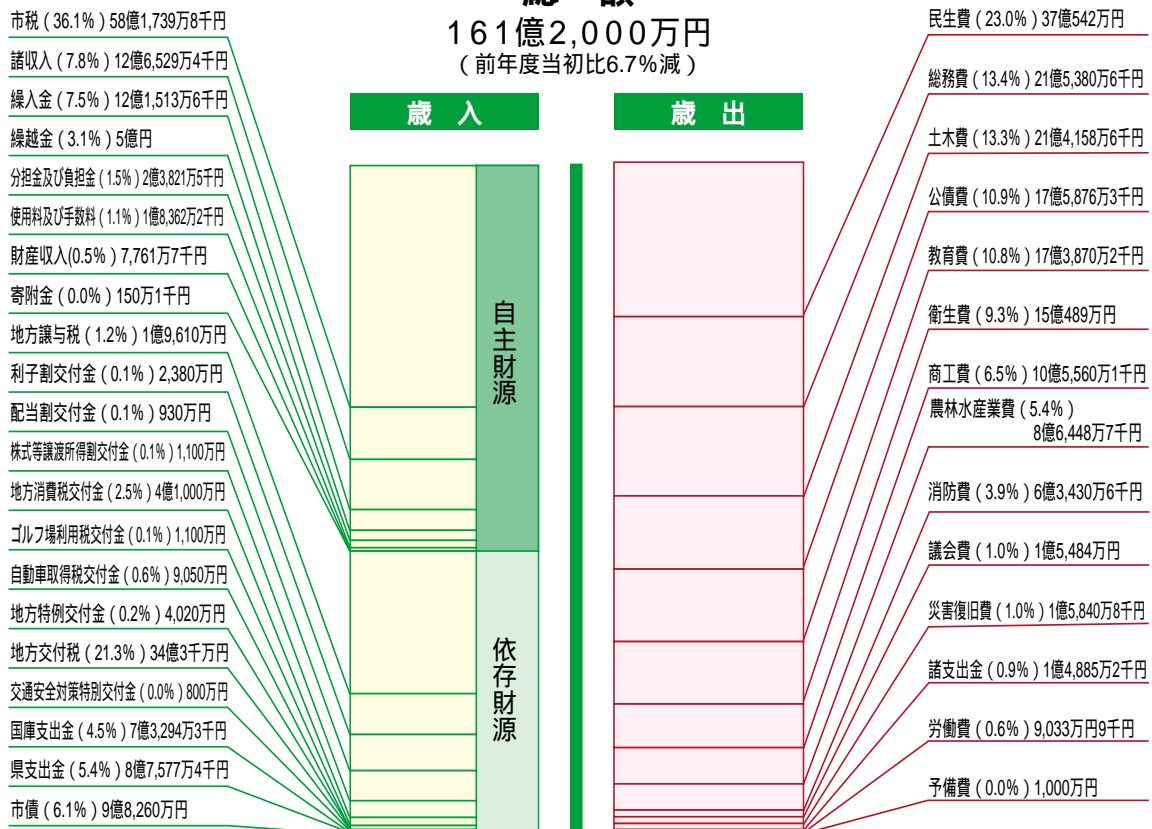 総額
161億2,000万円
(前年度当初比6.7%減)
歳入
歳出
市税(36.1%)58億1,739万8千円
諸収入(7.8%)12億6,529万4千円
繰入金(7.5%)12億1,513万6千円
繰越金(3.1%)5億円
分担金及び負担金(1.5%)2億3,821万5千円
使用料及び手数料(1.1%)1億8,362万2千円
財産収入(0.5%)7,761万7千円
寄附金(0.0%)150万1千円
地方譲与税(1.2%)1億9,610万円
利子割交付金(0.1%)2,380万円
配当割交付金(0.1%)930万円
株式等譲渡所得割交付金(0.1%)1,100万円
地方消費税交付金(2.5%)4億1,000万円
ゴルフ場利用税交付金(0.1%)1,100万円
自動車取得税交付金(0.6%)9,050万円
地方特例交付金(0.2%)4,020万円
地方交付税(21.3%)34億3千万円
交通安全対策特別交付金(0.0%)800万円
国庫支出金(4.5%)7億3,294万3千円
県支出金(5.4%)8億7,577万4千円
市債(6.1%)9億8,260万円
自主財源
依存財源
民生費(23.0%)37億542万円
総務費(13.4%)21億5,380万6千円
土木費(13.3%)21億4,158万6千円
公債費(10.9%)17億5,876万3千円
教育費(10.8%)17億3,870万2千円
衛生費(9.3%)15億489万円
商工費(6.5%)10億5,560万1千円
農林水産業費(5.4%)
8億6,448万7千円
消防費(3.9%)6億3,430万6千円
議会費(1.0%)1億5,484万円
災害復旧費(1.0%)1億5,840万8千円
諸支出金(0.9%)1億4,885万2千円
労働費(0.6%)9,033万円9千円
予備費(0.0%)1,000万円